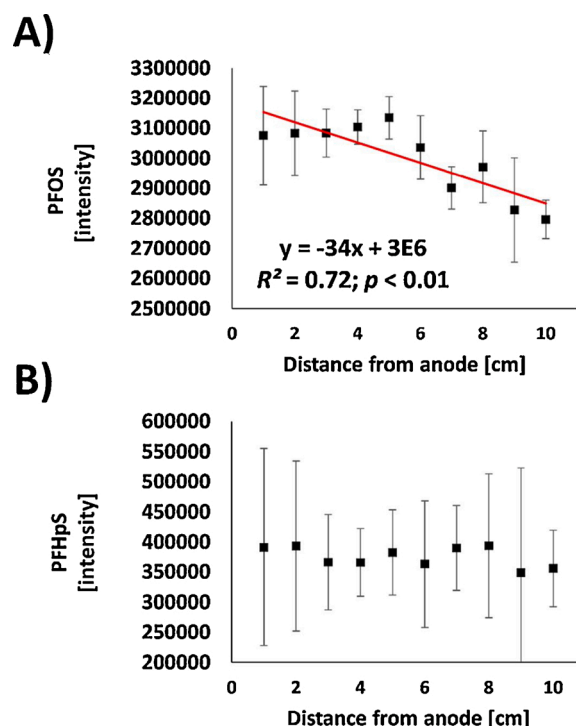 A)
3300000
3200000
3100000
3000000
2900000
2800000
2700000
2600000
2500000
PFOS
[intensity]
y = -34x + 3E6
R² = 0.72; p < 0.01
0 2 4 6 8 10
Distance from anode [cm]
B)
600000
550000
500000
450000
400000
350000
300000
250000
200000
PFHpS
[intensity]
0 2 4 6 8 10
Distance from anode [cm]